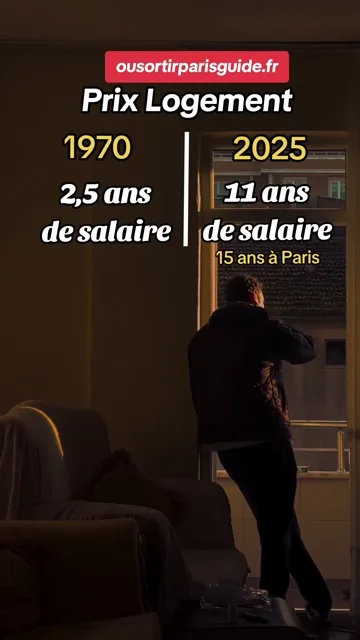 ousortirparisguide.fr
Prix Logement
1970
2,5 ans
de salaire
2025
11 ans
de salaire
15 ans à Paris